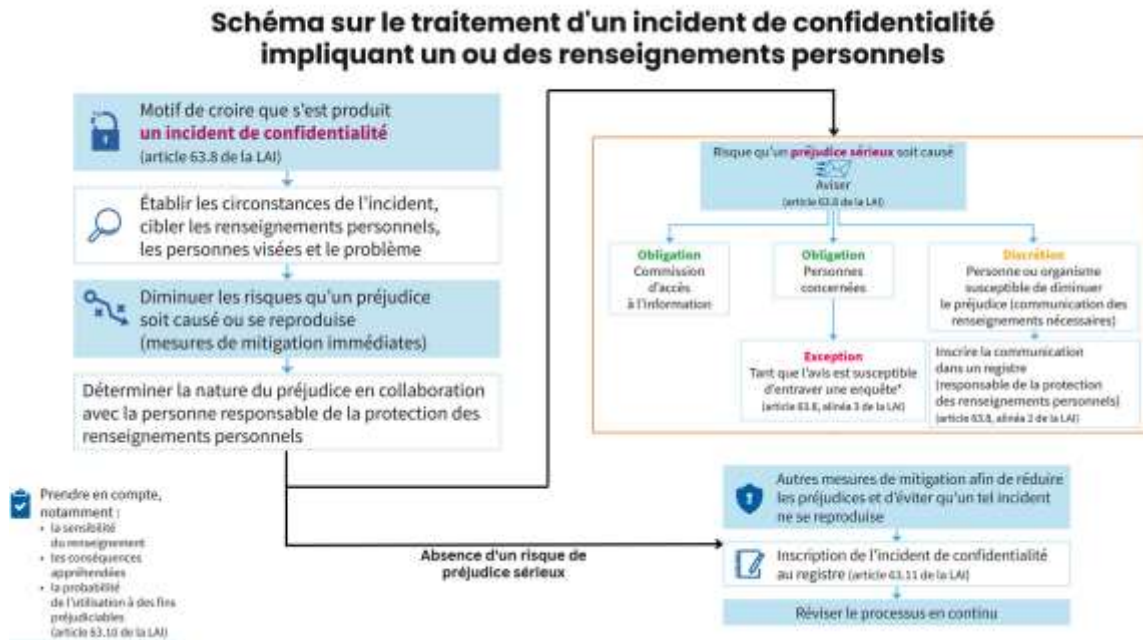 Schéma sur le traitement d'un incident de confidentialité
impliquant un ou des renseignements personnels
Motif de croire que s'est produit
un incident de confidentialité
(article 63.8 de la LAI)
Établir les circonstances de l'incident,
cibler les renseignements personnels,
les personnes visées et le problème
Diminuer les risques qu'un préjudice
soit causé ou se reproduise
(mesures de mitigation immédiates)
Déterminer la nature du préjudice en collaboration
avec la personne responsable de la protection des
renseignements personnels
Prendre en compte,
notamment :
• la sensibilité
du renseignement
• les conséquences
appréhendées
• la probabilité
de l'utilisation à des fins
préjudiciables
(article 63.10 de la LAI)
Risque qu'un préjudice sérieux soit causé
Aviser
(article 63.8 de la LAI)
Obligation
Commission
d'accès
à l'information
Obligation
Personnes
concernées
Discrétion
Personne ou organisme
susceptible de diminuer
le préjudice (communication des
renseignements nécessaires)
Exception
Tant que l'avis est susceptible
d'entraver une enquête*
(article 63.8, alinéa 3 de la LAI)
Inscrire la communication
dans un registre
(responsable de la protection
des renseignements personnels)
(article 63.8, alinéa 2 de la LAI)
Absence d'un risque de
préjudice sérieux
Autres mesures de mitigation afin de réduire
les préjudices et d'éviter qu'un tel incident
ne se reproduise
Inscription de l'incident de confidentialité
au registre (article 63.11 de la LAI)
Réviser le processus en continu